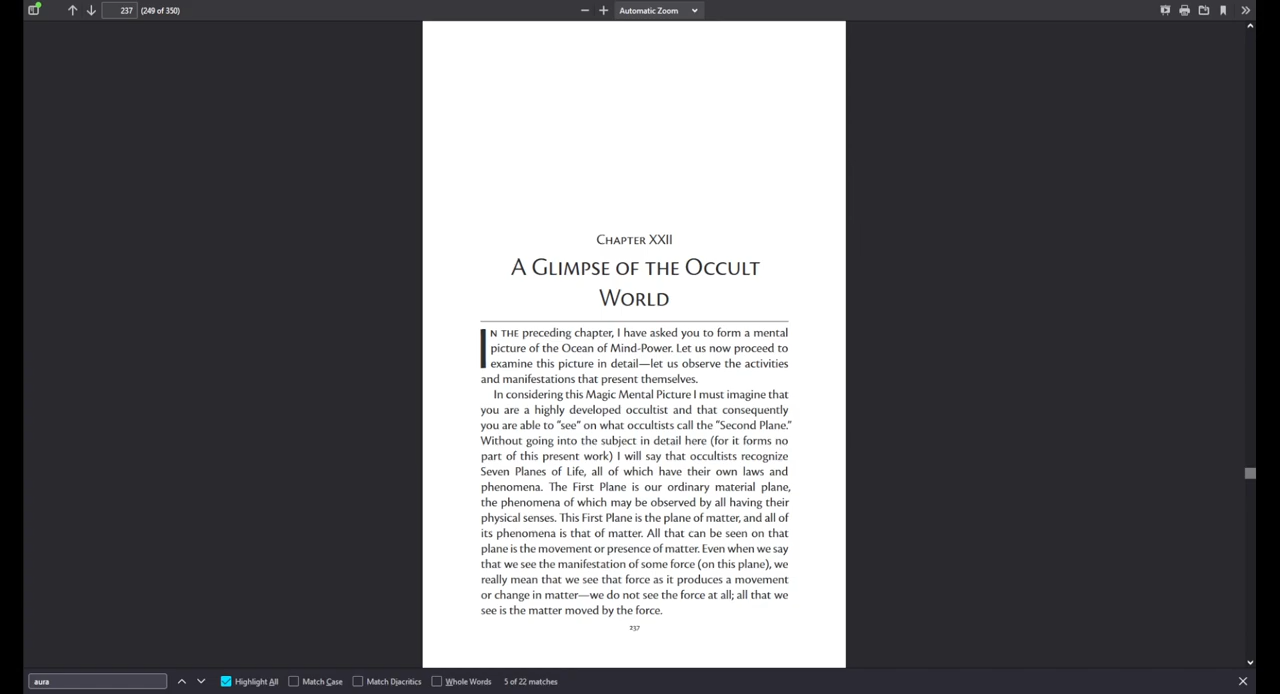 237 (249 of 350) Automatic Zoom
CHAPTER XXII
A GLIMPSE OF THE OCCULT
WORLD
IN THE preceding chapter, I have asked you to form a mental
picture of the Ocean of Mind-Power. Let us now proceed to
examine this picture in detail—let us observe the activities
and manifestations that present themselves.
In considering this Magic Mental Picture I must imagine that
you are a highly developed occultist and that consequently
you are able to "see" on what occultists call the "Second Plane."
Without going into the subject in detail here (for it forms no
part of this present work) I will say that occultists recognize
Seven Planes of Life, all of which have their own laws and
phenomena. The First Plane is our ordinary material plane,
the phenomena of which may be observed by all having their
physical senses. This First Plane is the plane of matter, and all of
its phenomena is that of matter. All that can be seen on that
plane is the movement or presence of matter. Even when we say
that we see the manifestation of some force (on this plane), we
really mean that we see that force as it produces a movement
or change in matter—we do not see the force at all; all that we
see is the matter moved by the force.
237
aura Highlight All Match Case Match Diacritics Whole Words 5 of 22 matches